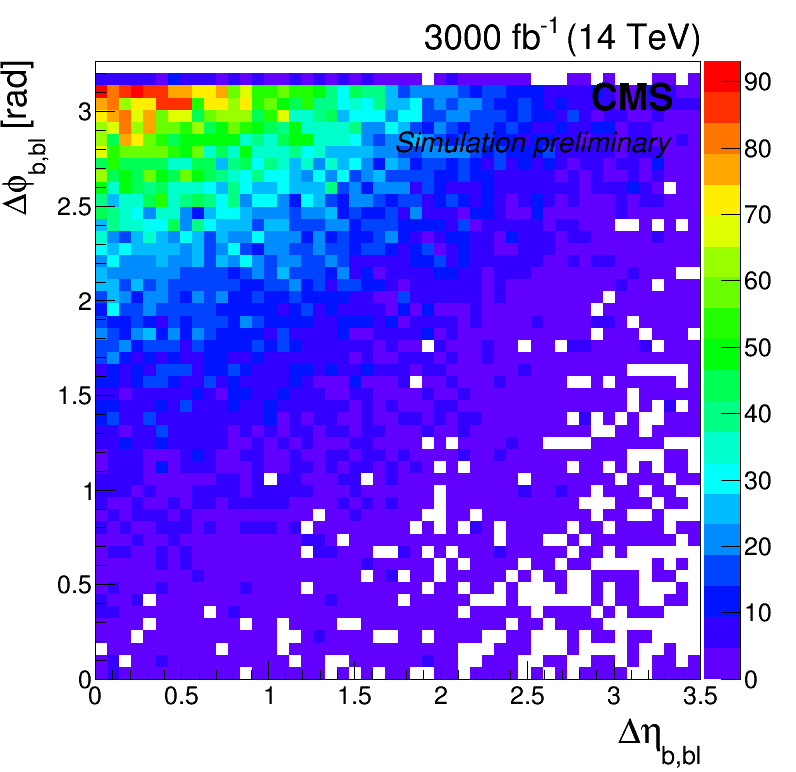 3000 fb-1 (14 TeV)
CMS
Simulation preliminary
Δϕb,bl [rad]
3
2.5
2
1.5
1
0.5
0
0 0.5 1 1.5 2 2.5 3 3.5
Δηb,bl
90
80
70
60
50
40
30
20
10
0